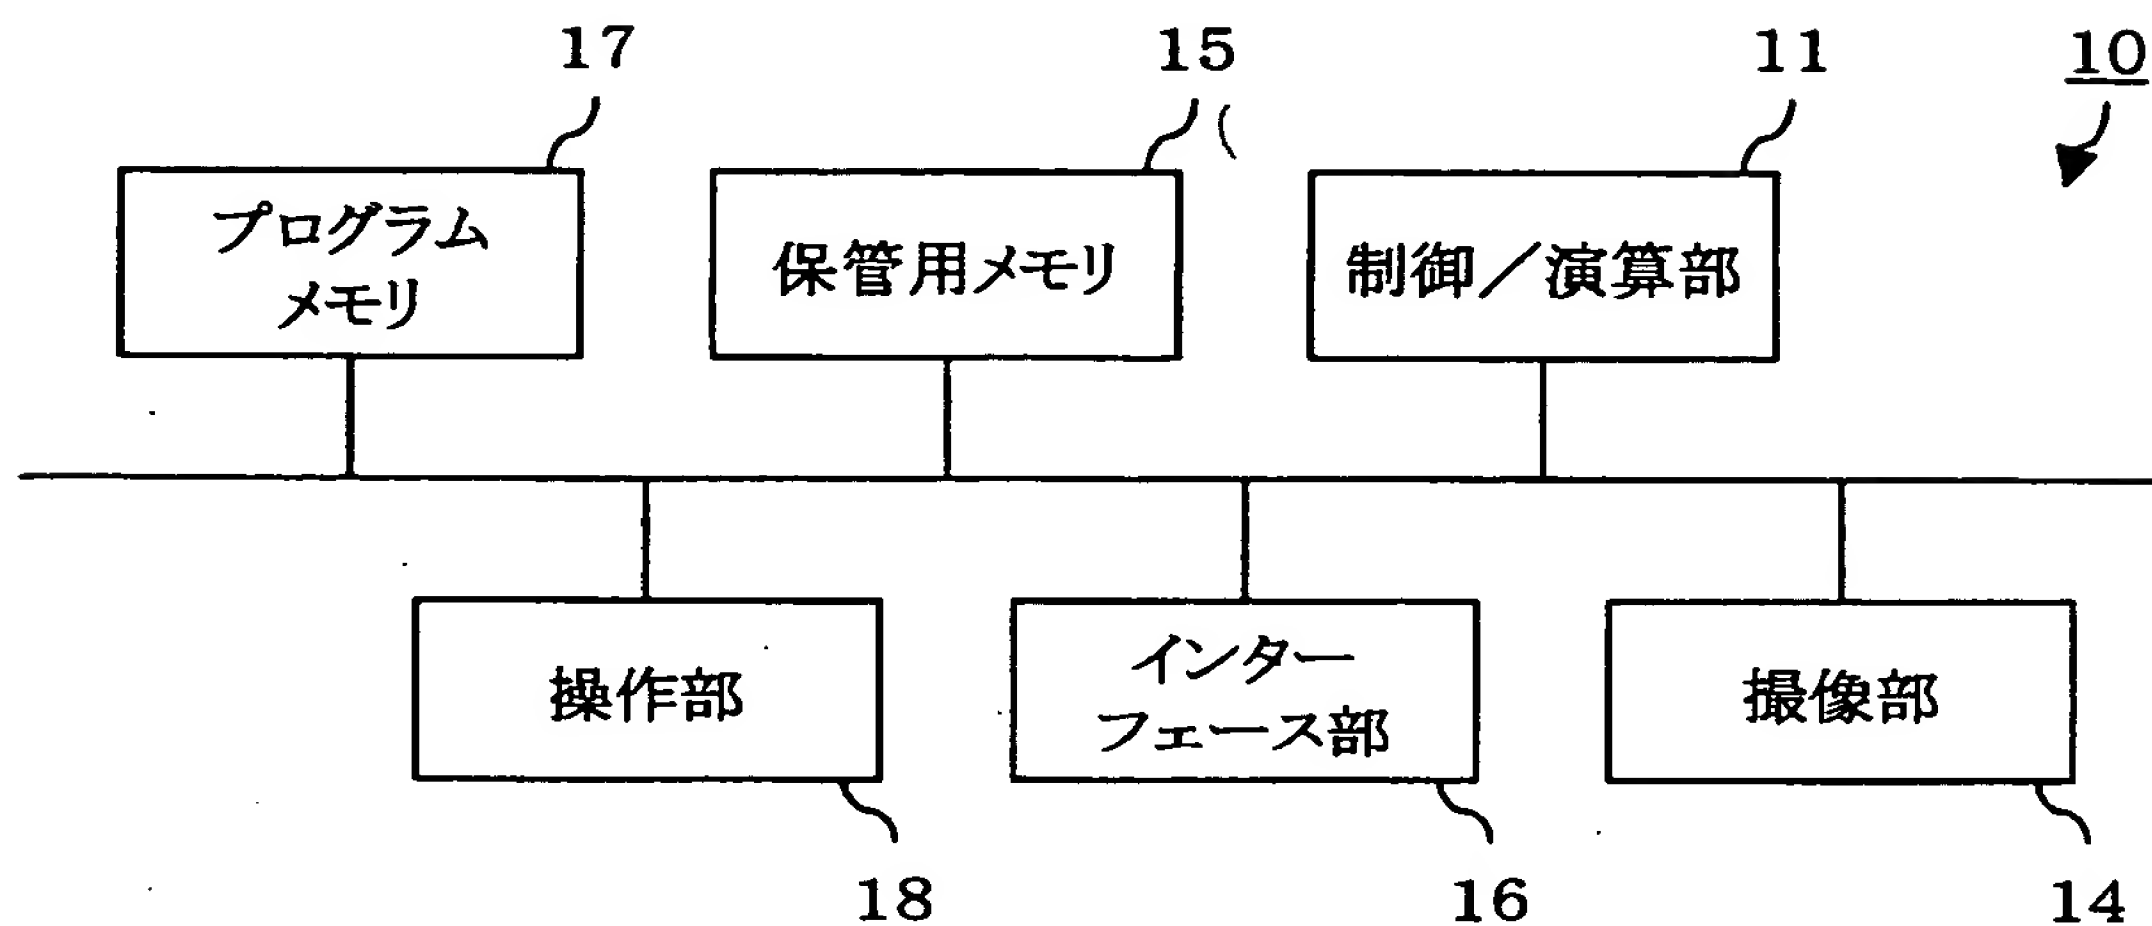 17
15
11
10
プログラム
メモリ
保管用メモリ
制御／演算部
操作部
インター
フェース部
撮像部
18
16
14